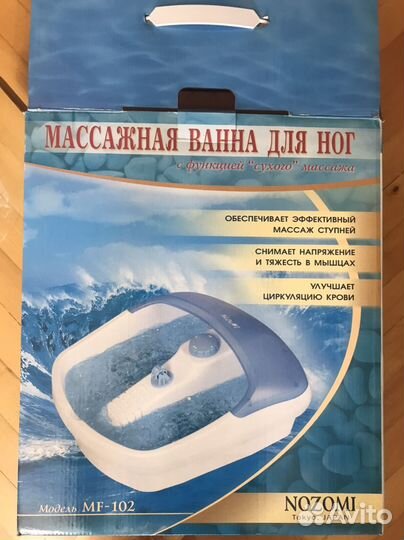 МАССАЖНАЯ ВАННА ДЛЯ НОГ
с функцией "сухого" массажа
ОБЕСПЕЧИВАЕТ ЭФФЕКТИВНЫЙ
МАССАЖ СТУПНЕЙ
СНИМАЕТ НАПРЯЖЕНИЕ
И ТЯЖЕСТЬ В МЫШЦАХ
УЛУЧШАЕТ
ЦИРКУЛЯЦИЮ КРОВИ
Модель MF-102
NOZOMI
Tokyo, JAPAN
Avito